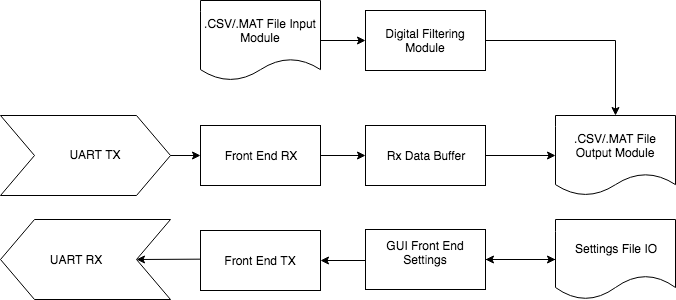 .CSV/.MAT File Input
Module
Digital Filtering
Module
UART TX
Front End RX
Rx Data Buffer
.CSV/.MAT File
Output Module
UART RX
Front End TX
GUI Front End
Settings
Settings File IO